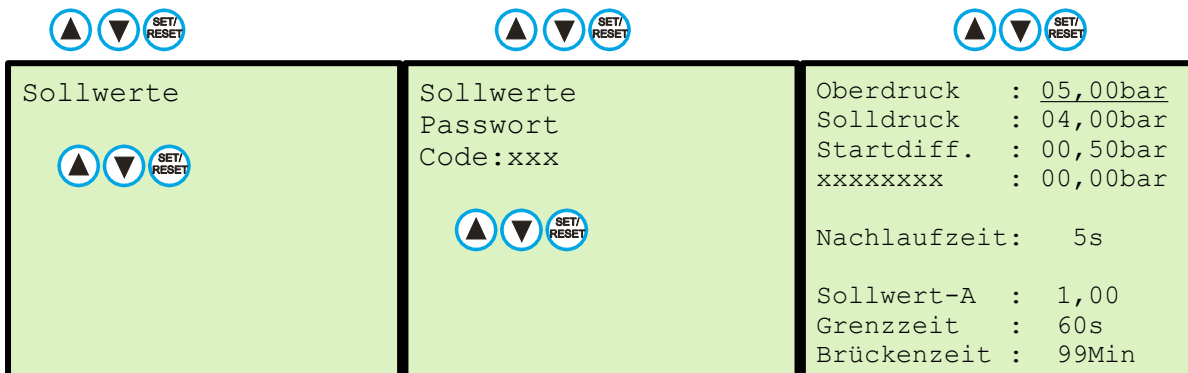 SET/
RESET
SET/
RESET
SET/
RESET
Sollwerte
SET/
RESET
Sollwerte
Passwort
Code:xxx
SET/
RESET
Oberdruck : 05,00bar
Solldruck : 04,00bar
Startdiff. : 00,50bar
xxxxxxxx : 00,00bar
Nachlaufzeit: 5s
Sollwert-A : 1,00
Grenzzeit : 60s
Brückenzeit : 99Min